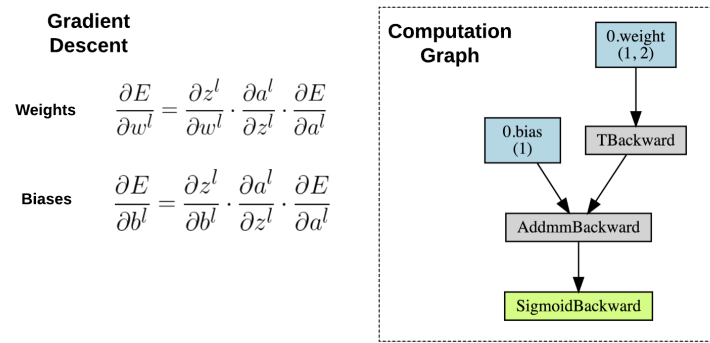 Gradient
Descent
Weights
∂E/∂w^l = ∂z^l/∂w^l · ∂a^l/∂z^l · ∂E/∂a^l
Biases
∂E/∂b^l = ∂z^l/∂b^l · ∂a^l/∂z^l · ∂E/∂a^l
Computation
Graph
0.weight
(1, 2)
0.bias
(1)
TBackward
AddmmBackward
SigmoidBackward